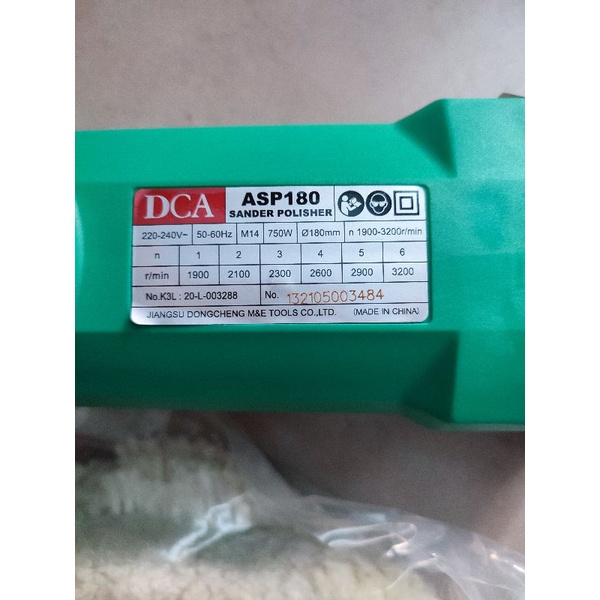 DCA ASP180
SANDER POLISHER
220-240V~ 50-60Hz M14 750W Ø180mm n 1900-3200r/min
n 1 2 3 4 5 6
r/min 1900 2100 2300 2600 2900 3200
No.K3L : 20-L-003288 No. 132105003484
JIANGSU DONGCHENG M&E TOOLS CO.,LTD. (MADE IN CHINA)